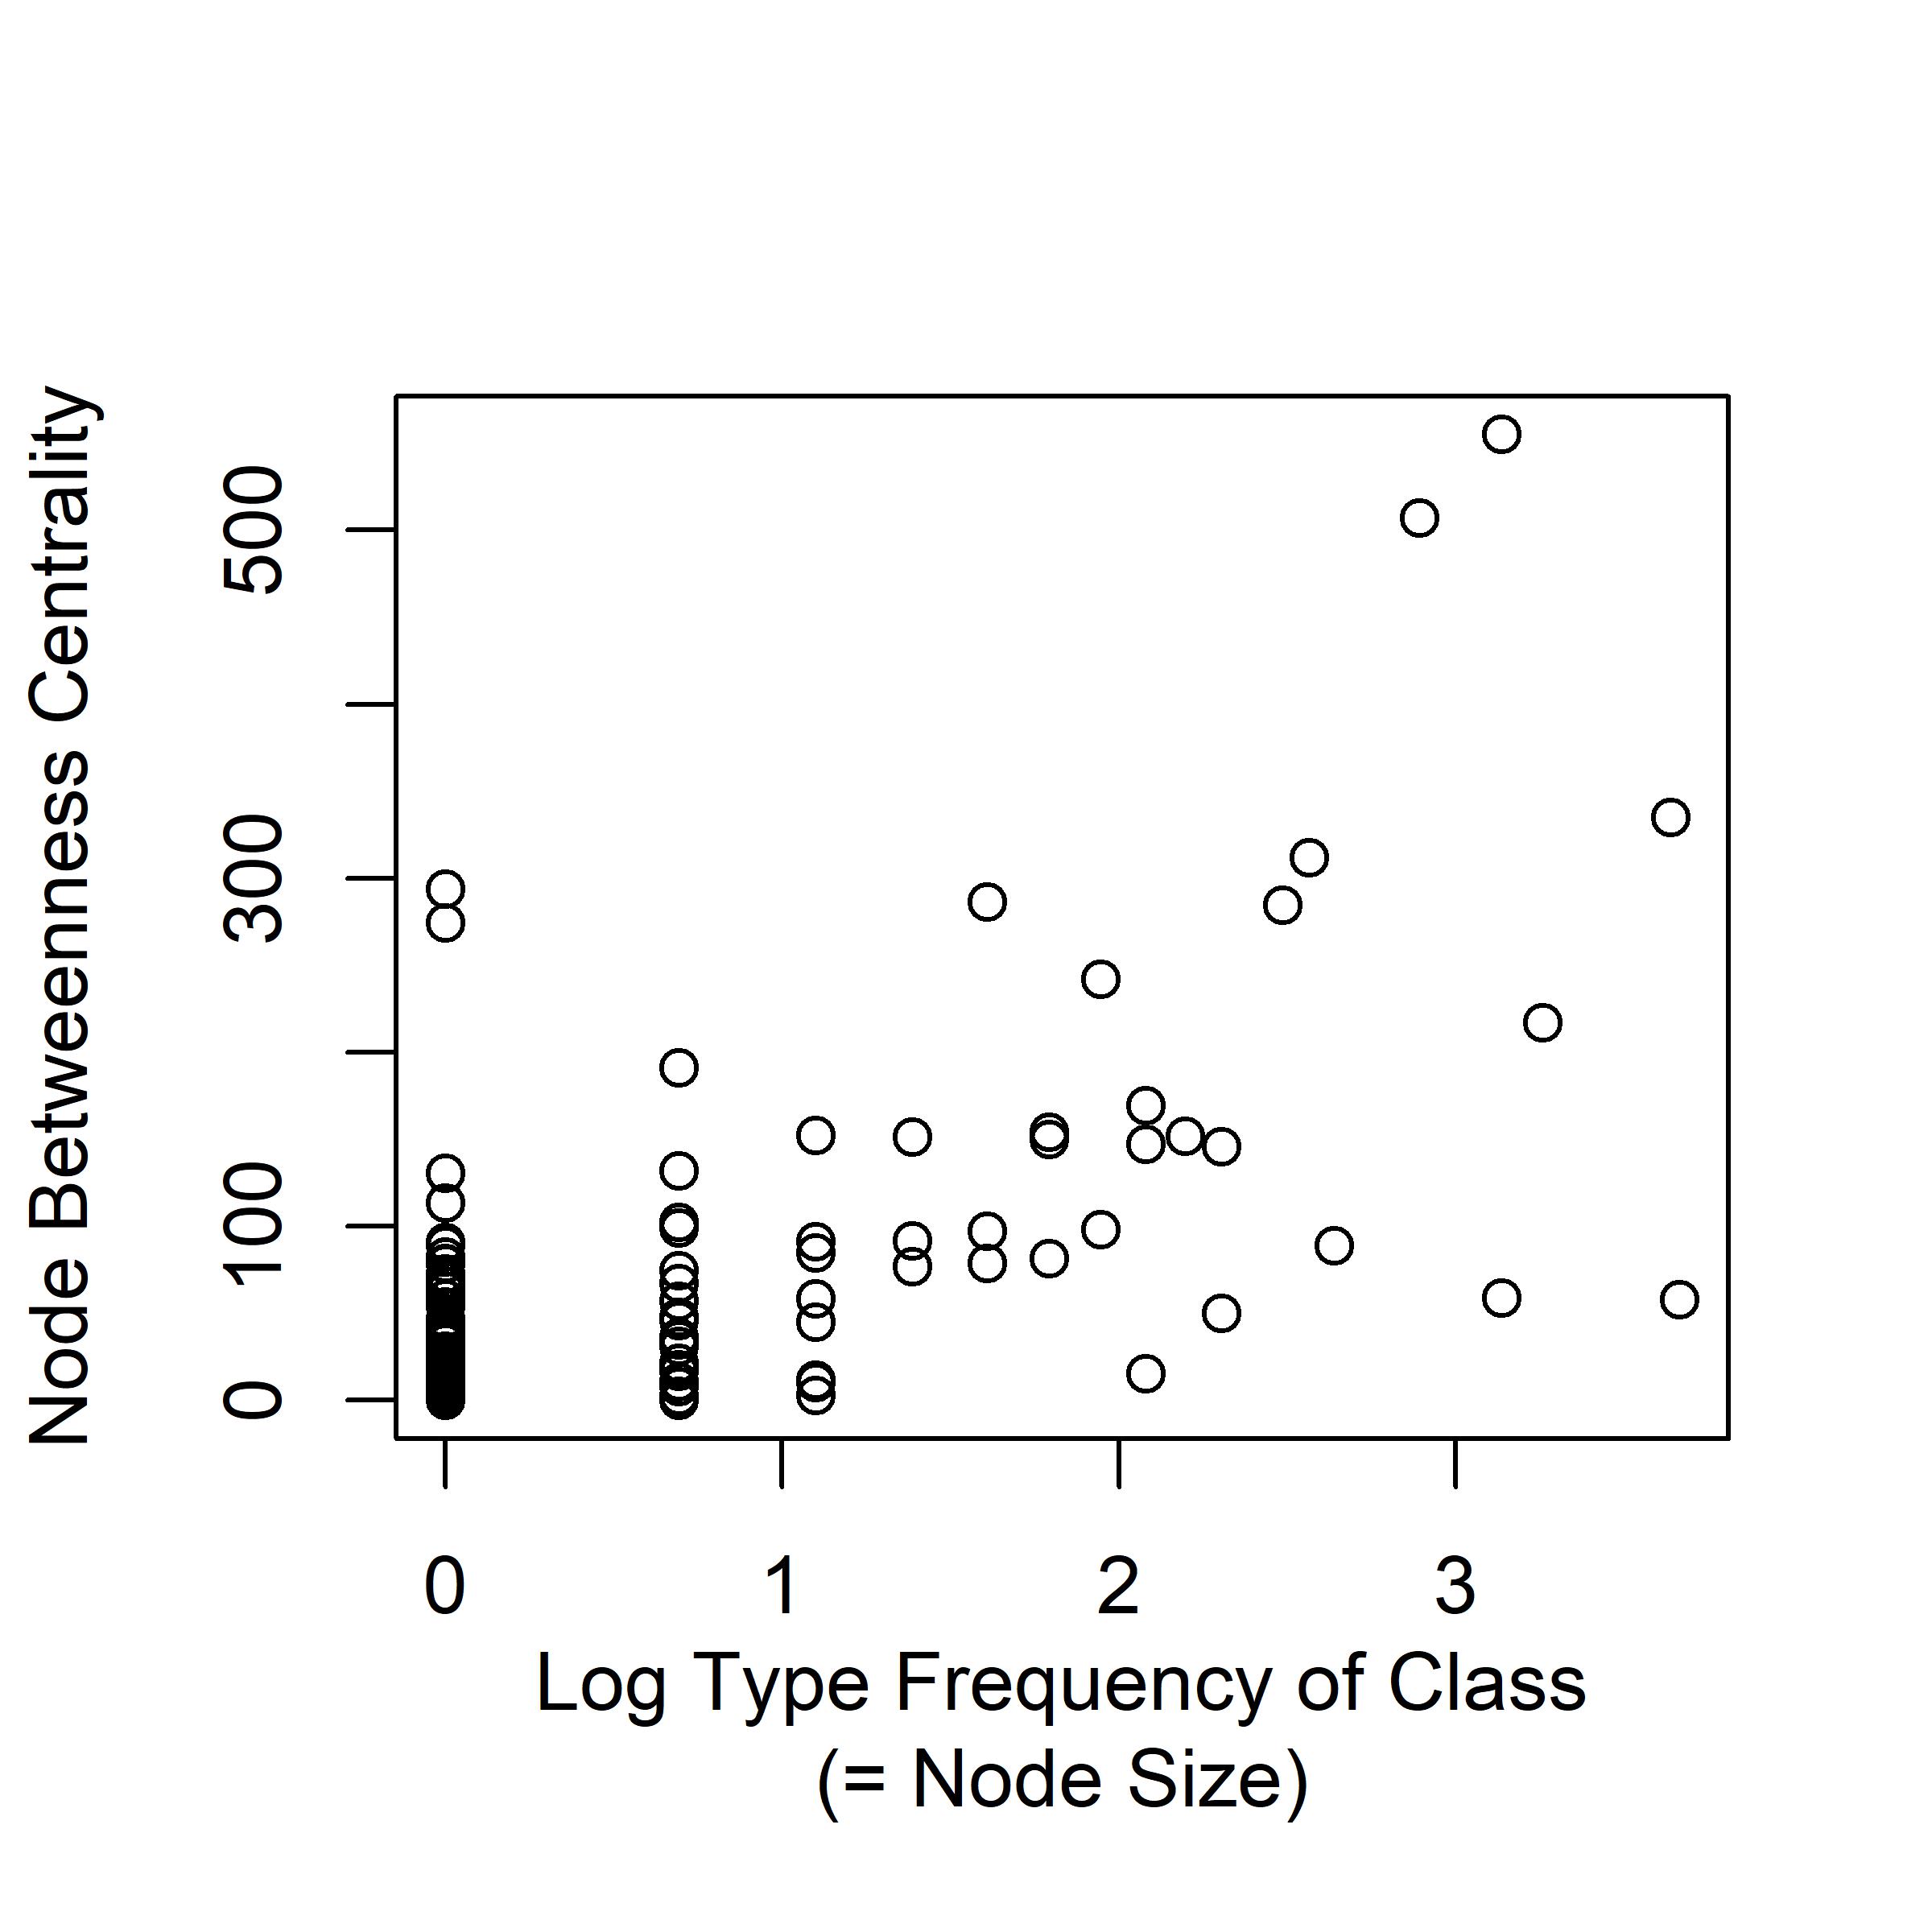 Node Betweenness Centrality
500
300
100
0
0 1 2 3
Log Type Frequency of Class
(= Node Size)